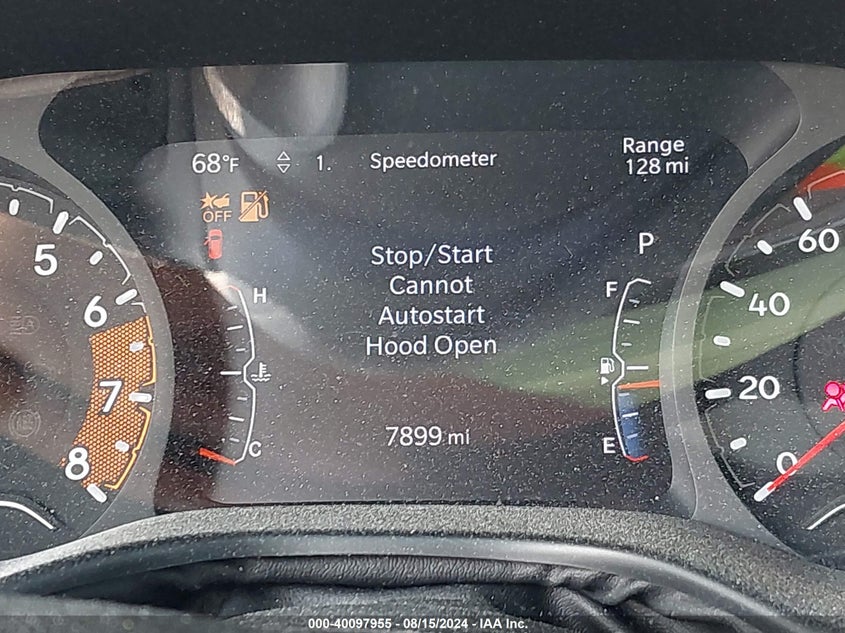 68°F
1. Speedometer
Range
128 mi
OFF
P
Stop/Start
Cannot
Autostart
Hood Open
H
C
F
E
7899 mi
5
6
7
8
60
40
20
0
000-40097955 - 08/15/2024 - IAA Inc.